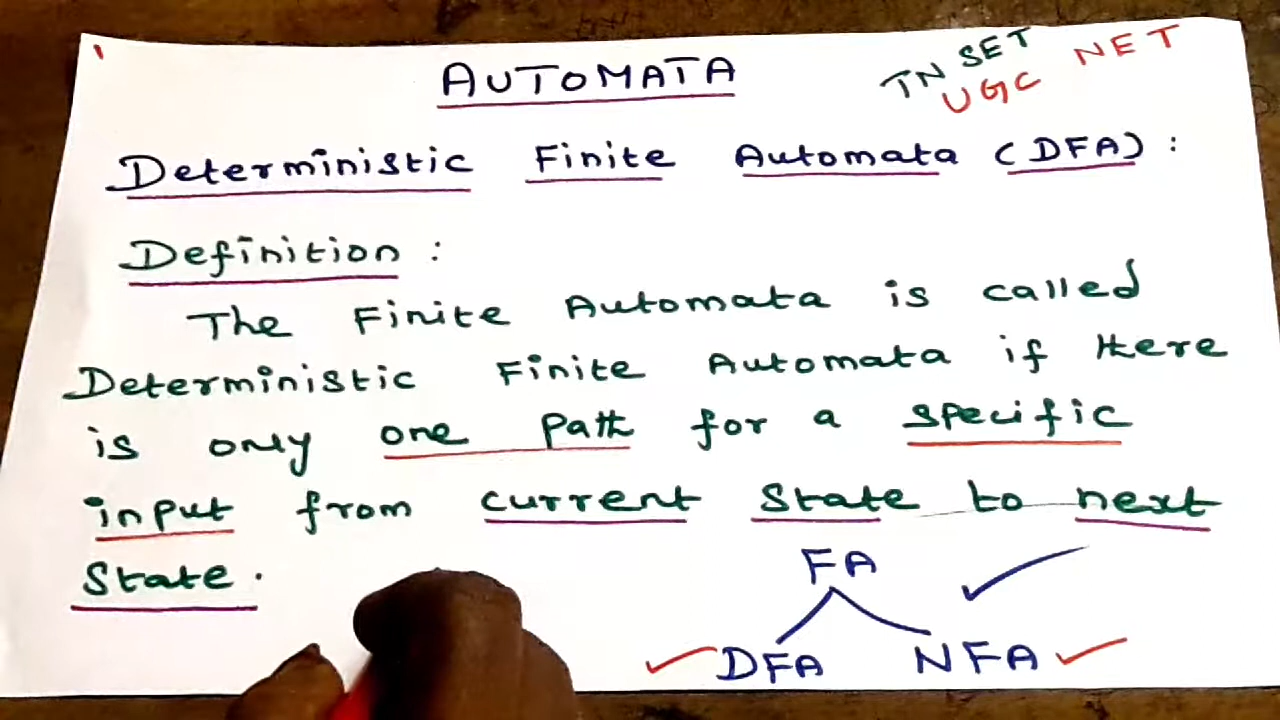 AUTOMATA
TN SET
UGC NET
Deterministic Finite Automata (DFA) :
Definition :
The Finite Automata is called
Deterministic Finite Automata if there
is only one path for a specific
input from current state to next
state.
FA
DFA NFA